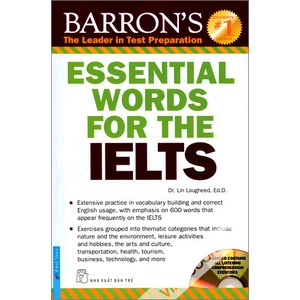 BARRON'S
The Leader in Test Preparation
#1
ESSENTIAL
WORDS
FOR THE
IELTS
Dr. Lin Lougheed, Ed.D.
• Extensive practice in vocabulary building and correct
English usage, with emphasis on 600 words that
appear frequently on the IELTS
• Exercises grouped into thematic categories that include
nature and the environment, leisure activities
and hobbies, the arts and culture,
transportation, health, tourism,
business, technology, and more
NHÀ XUẤT BẢN TRẺ
LISTENING
COMPREHENSION
EXERCISES